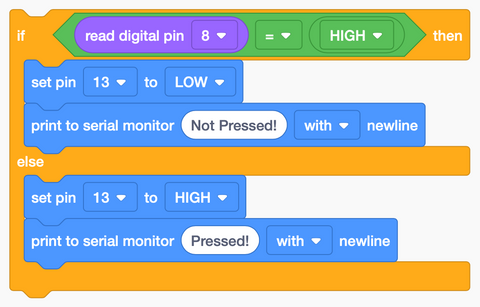 if read digital pin 8 = HIGH then
set pin 13 to LOW
print to serial monitor Not Pressed! with newline
else
set pin 13 to HIGH
print to serial monitor Pressed! with newline